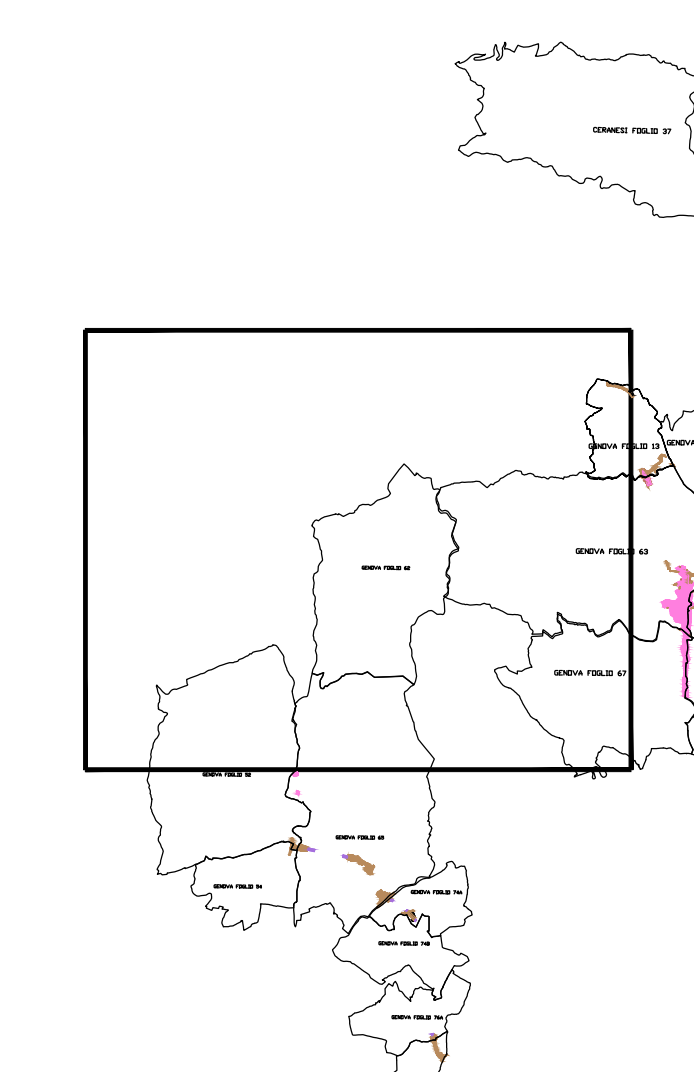 CERANESI FOGLIO 37
GENOVA FOGLIO 13
GENOVA
GENOVA FOGLIO 63
GENOVA FOGLIO 62
GENOVA FOGLIO 67
GENOVA FOGLIO 52
GENOVA FOGLIO 65
GENOVA FOGLIO 54
GENOVA FOGLIO 74A
GENOVA FOGLIO 74B
GENOVA FOGLIO 76A